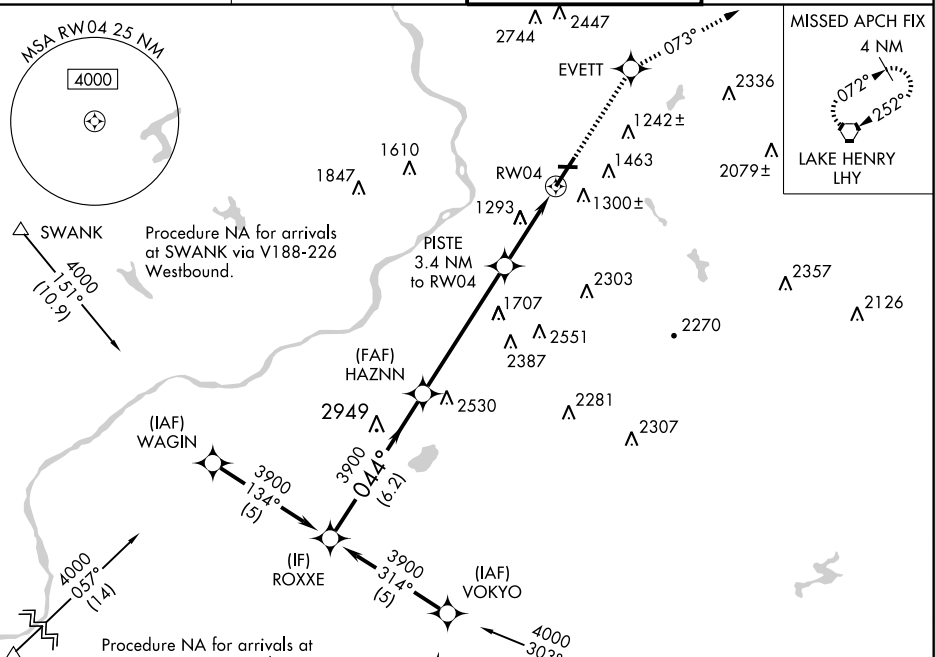 MSA RW04 25 NM
4000
2744
2447
EVETT
073°
MISSED APCH FIX
4 NM
072°
252°
LAKE HENRY
LHY
2336
1242±
2079±
1610
1847
RW04
1463
1300±
1293
SWANK
4000
151°
(10.9)
Procedure NA for arrivals
at SWANK via V188-226
Westbound.
PISTE
3.4 NM
to RW04
2303
2357
2126
1707
2551
2387
2270
(FAF)
HAZNN
2530
2949
2281
2307
(IAF)
WAGIN
3900
134°
(5)
3900
044°
(6.2)
(IF)
ROXXE
3900
314°
(5)
(IAF)
VOKYO
4000
303°
4000
057°
(14)
Procedure NA for arrivals at